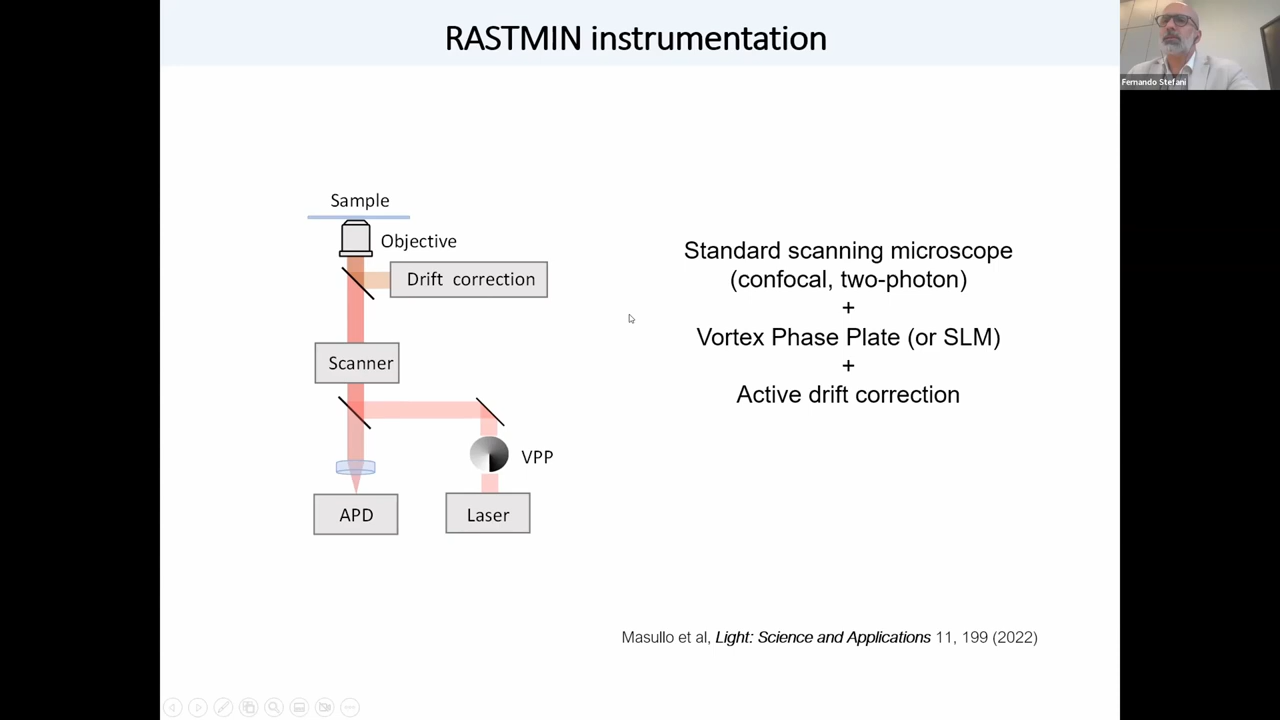 RASTMIN instrumentation
Fernando Stefani
Sample
Objective
Drift correction
Scanner
VPP
APD
Laser
Standard scanning microscope
(confocal, two-photon)
+
Vortex Phase Plate (or SLM)
+
Active drift correction
Masullo et al, Light: Science and Applications 11, 199 (2022)